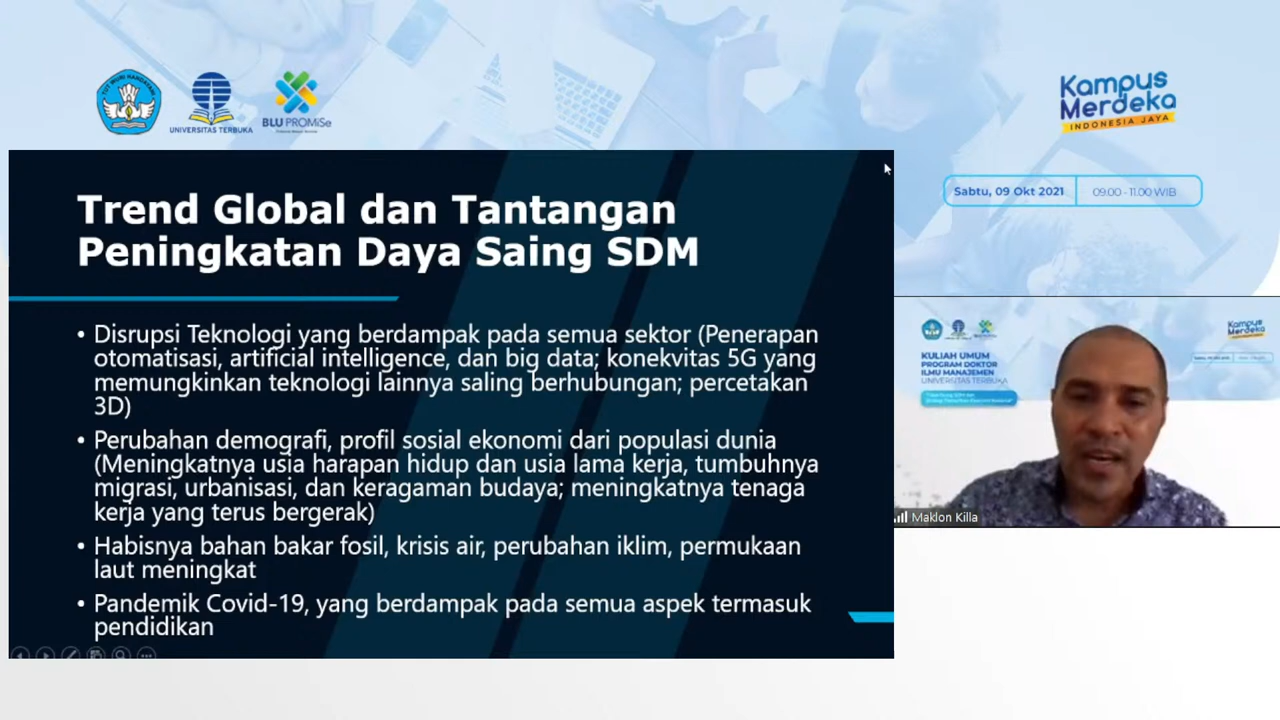 TUT WURI HANDAYANI
UNIVERSITAS TERBUKA
BLU PROMiSe
Kampus
Merdeka
INDONESIA JAYA
Sabtu, 09 Okt 2021
09.00 - 11.00 WIB
Trend Global dan Tantangan
Peningkatan Daya Saing SDM
• Disrupsi Teknologi yang berdampak pada semua sektor (Penerapan
otomatisasi, artificial intelligence, dan big data; konekvitas 5G yang
memungkinkan teknologi lainnya saling berhubungan; percetakan
3D)
• Perubahan demografi, profil sosial ekonomi dari populasi dunia
(Meningkatnya usia harapan hidup dan usia lama kerja, tumbuhnya
migrasi, urbanisasi, dan keragaman budaya; meningkatnya tenaga
kerja yang terus bergerak)
• Habisnya bahan bakar fosil, krisis air, perubahan iklim, permukaan
laut meningkat
• Pandemik Covid-19, yang berdampak pada semua aspek termasuk
pendidikan
Kampus
Merdeka
KULIAH UMUM
PROGRAM DOKTOR
ILMU MANAJEMEN
UNIVERSITAS TERBUKA
Maklon Killa